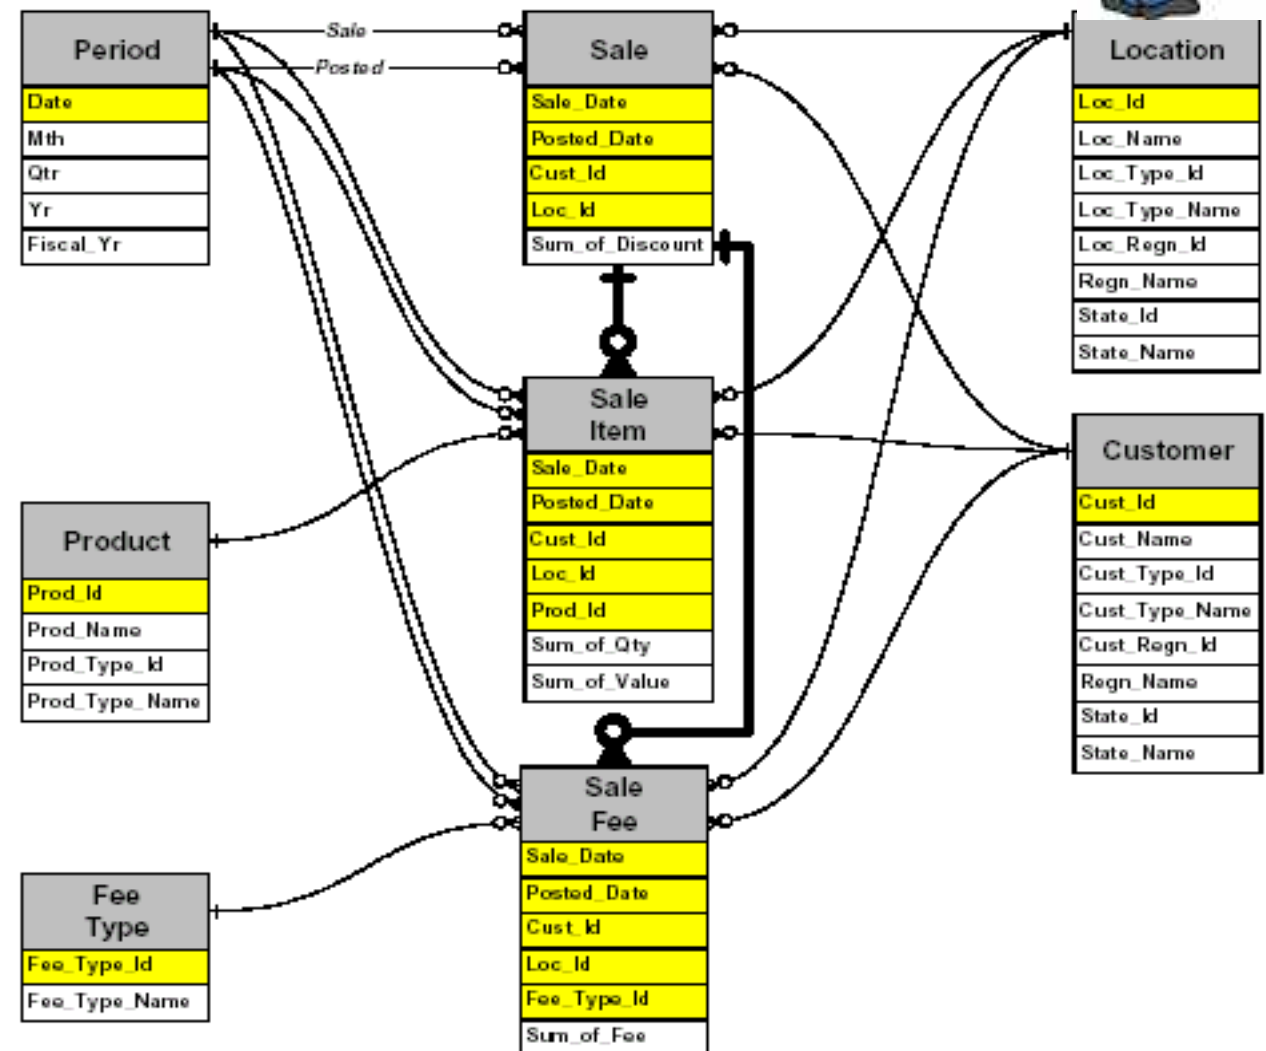 Period
Date
Mth
Qtr
Yr
Fiscal_Yr
Sale
Posted
Sale
Sale_Date
Posted_Date
Cust_Id
Loc_Id
Sum_of_Discount
Location
Loc_Id
Loc_Name
Loc_Type_Id
Loc_Type_Name
Loc_Regn_Id
Regn_Name
State_Id
State_Name
Sale
Item
Sale_Date
Posted_Date
Cust_Id
Loc_Id
Prod_Id
Sum_of_Qty
Sum_of_Value
Customer
Cust_Id
Cust_Name
Cust_Type_Id
Cust_Type_Name
Cust_Regn_Id
Regn_Name
State_Id
State_Name
Product
Prod_Id
Prod_Name
Prod_Type_Id
Prod_Type_Name
Sale
Fee
Sale_Date
Posted_Date
Cust_Id
Loc_Id
Fee_Type_Id
Sum_of_Fee
Fee
Type
Fee_Type_Id
Fee_Type_Name